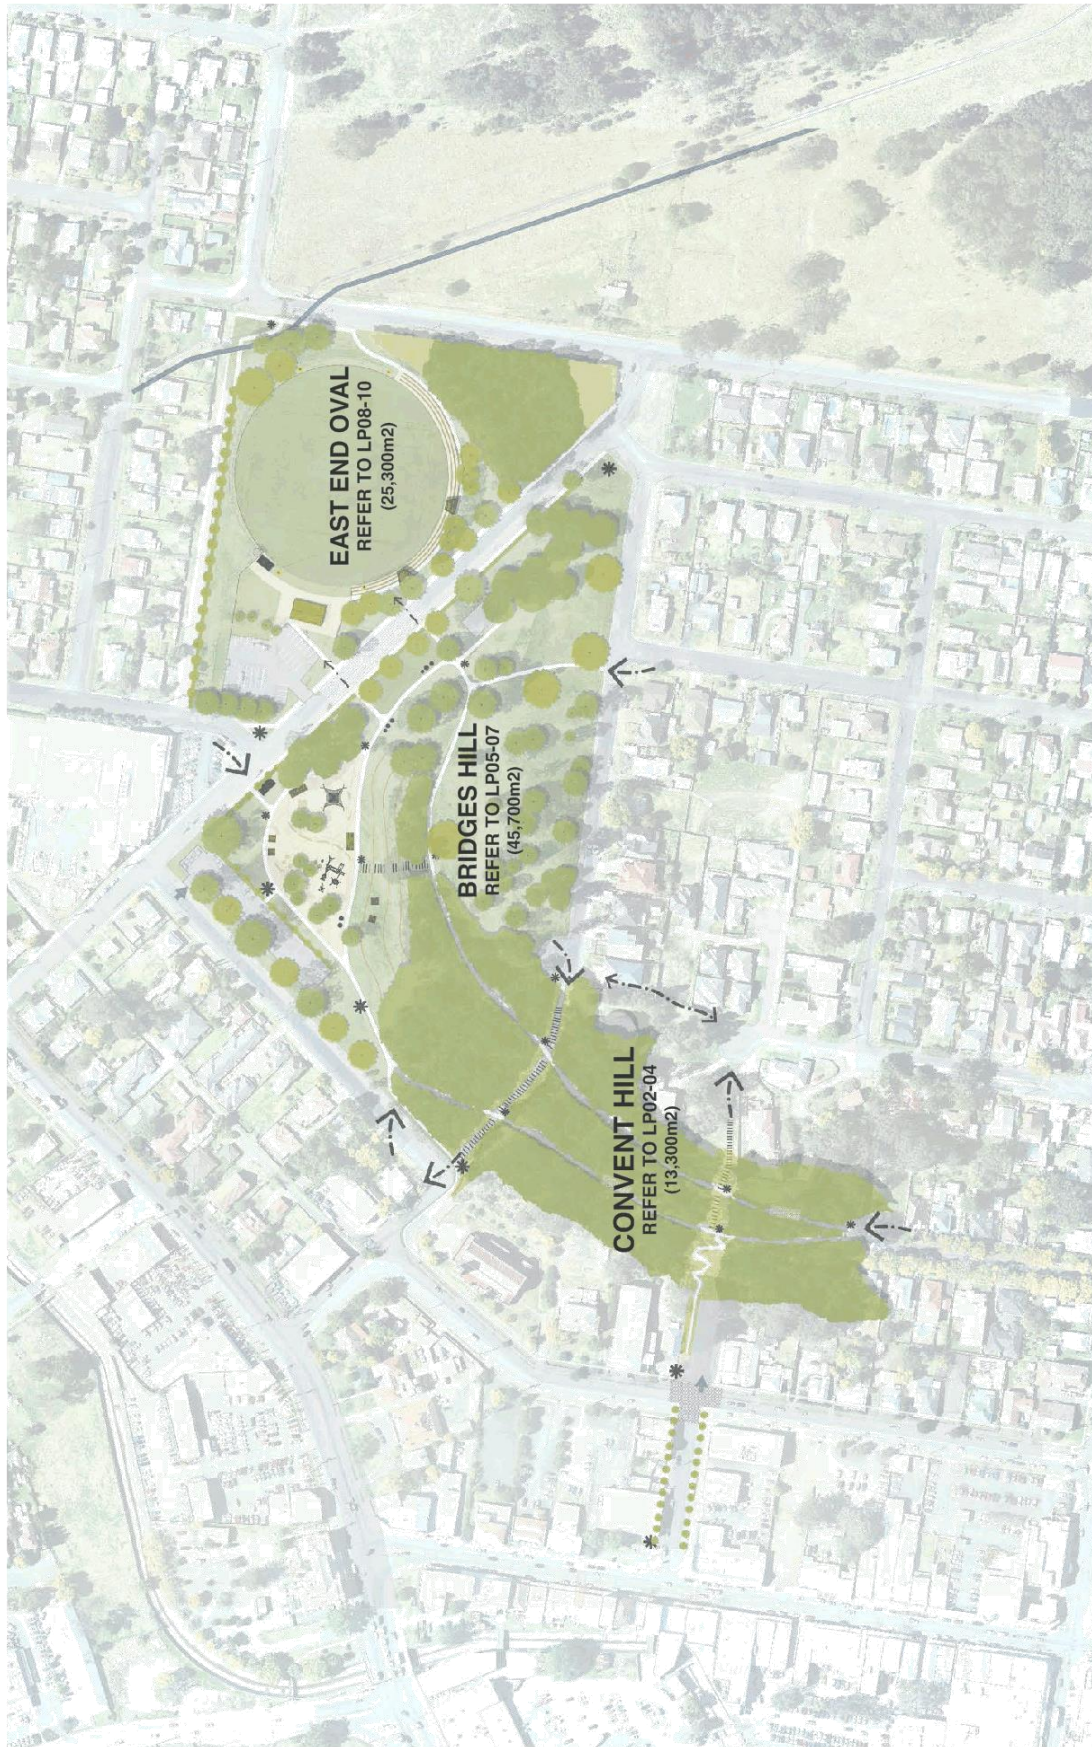 CONVENT HILL
REFER TO LP02-04
(13,300m2)
BRIDGES HILL
REFER TO LP05-07
(45,700m2)
EAST END OVAL
REFER TO LP08-10
(25,300m2)